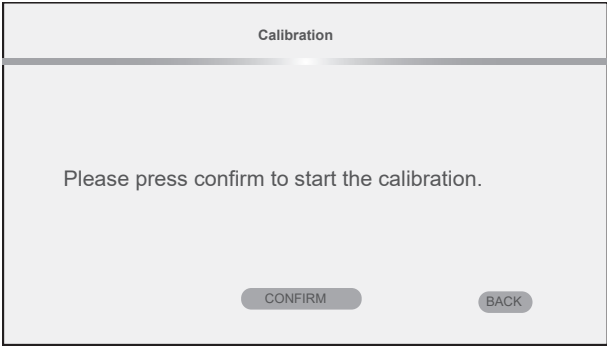 Calibration
Please press confirm to start the calibration.
CONFIRM
BACK